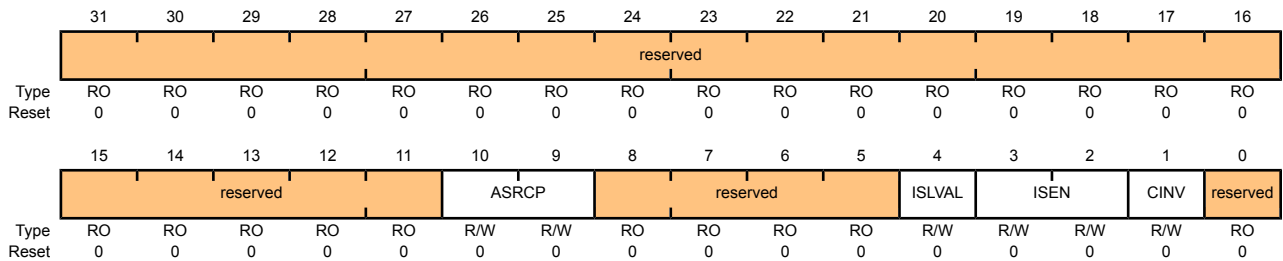 31 30 29 28 27 26 25 24 23 22 21 20 19 18 17 16
reserved
Type RO RO RO RO RO RO RO RO RO RO RO RO RO RO RO RO
Reset 0 0 0 0 0 0 0 0 0 0 0 0 0 0 0 0
15 14 13 12 11 10 9 8 7 6 5 4 3 2 1 0
reserved ASRCP reserved ISLVAL ISEN CINV reserved
Type RO RO RO RO RO R/W R/W RO RO RO RO R/W R/W R/W R/W RO
Reset 0 0 0 0 0 0 0 0 0 0 0 0 0 0 0 0